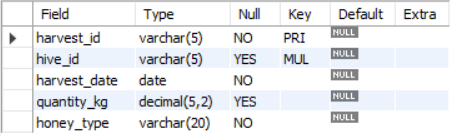 Field Type Null Key Default Extra
harvest_id varchar(5) NO PRI NULL
hive_id varchar(5) YES MUL NULL
harvest_date date NO NULL
quantity_kg decimal(5,2) YES NULL
honey_type varchar(20) NO NULL